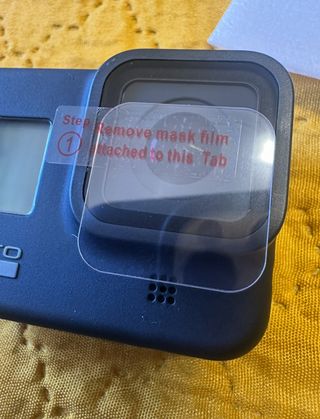 Step Remove mask film
1 attached to this Tab